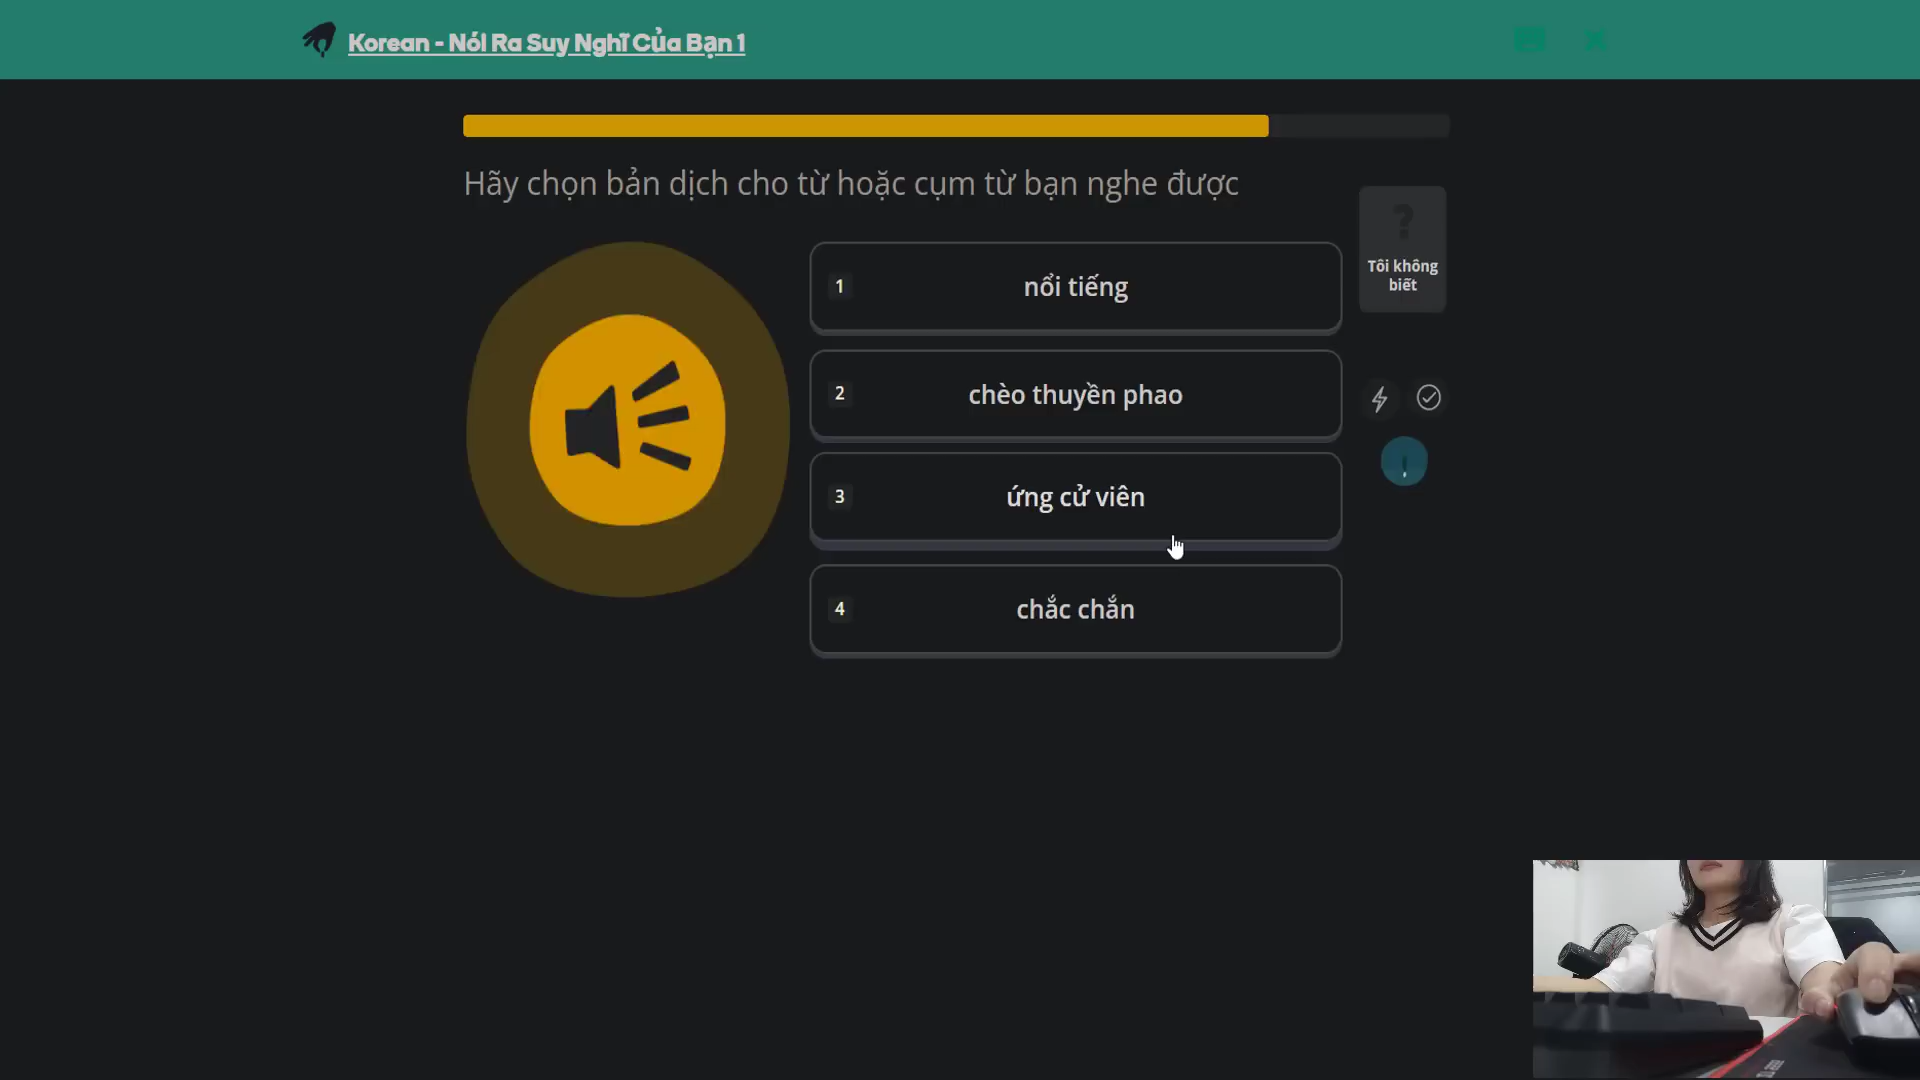 Korean - Nói Ra Suy Nghĩ Của Bạn 1
Hãy chọn bản dịch cho từ hoặc cụm từ bạn nghe được
?
Tôi không
biết
1 nổi tiếng
2 chèo thuyền phao
3 ứng cử viên
4 chắc chắn